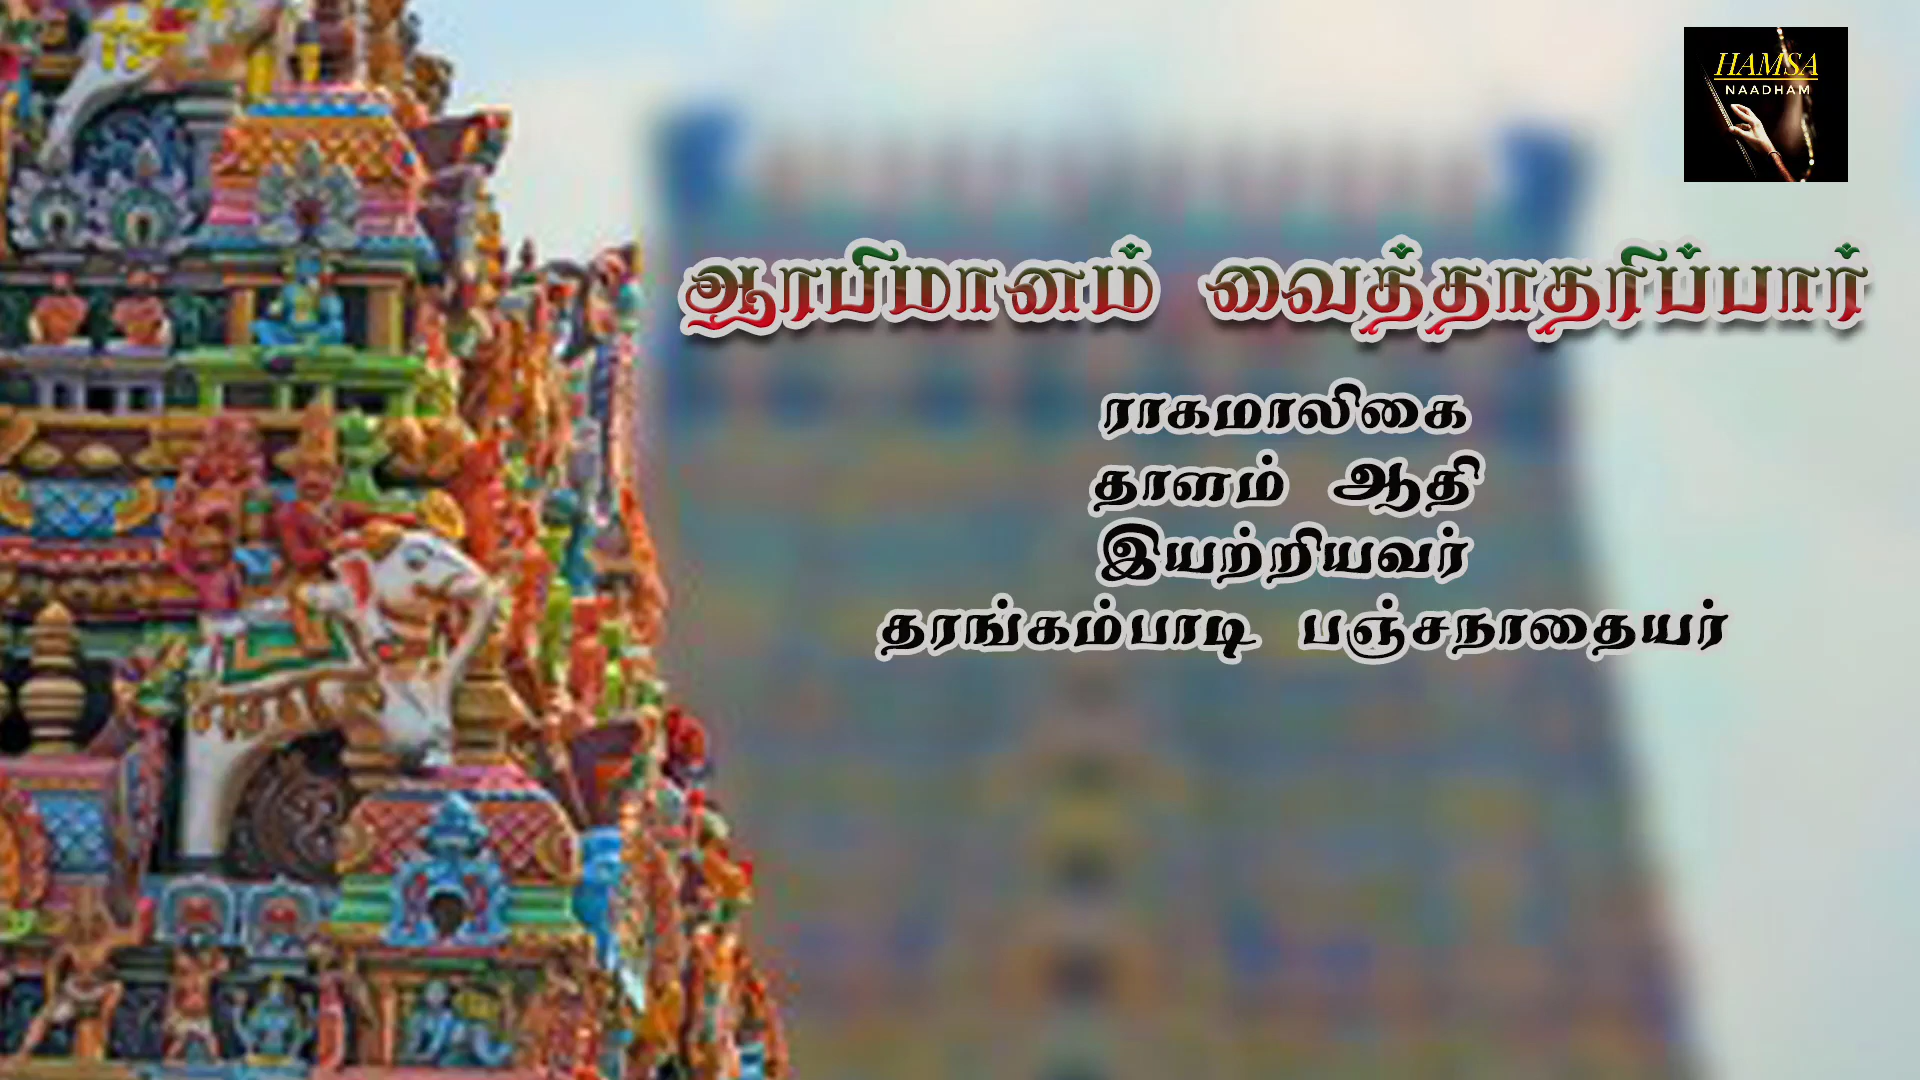 HAMSA
NAADHAM
ஆரபிமானம் வைத்தாதரிப்பார்
ராகமாலிகை
தாளம் ஆதி
இயற்றியவர்
தரங்கம்பாடி பஞ்சநாதையர்